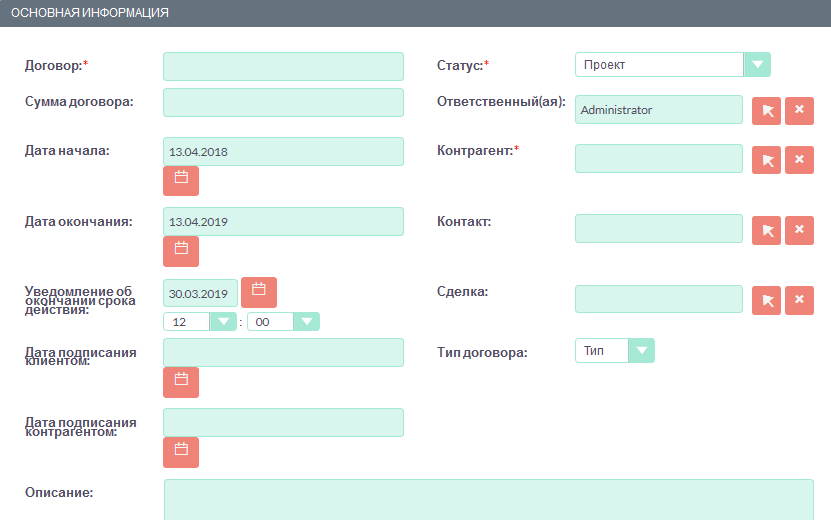 ОСНОВНАЯ ИНФОРМАЦИЯ
Договор:*
Статус:* Проект
Сумма договора:
Ответственный(ая): Administrator
Дата начала: 13.04.2018
Контрагент:*
Дата окончания: 13.04.2019
Контакт:
Уведомление об
окончании срока
действия:
30.03.2019
12 : 00
Сделка:
Дата подписания
клиентом:
Тип договора: Тип
Дата подписания
контрагентом:
Описание: